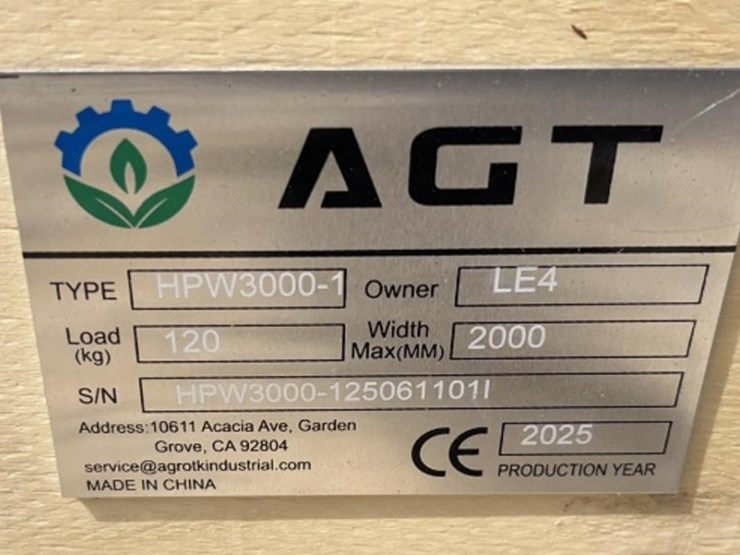 AGT
TYPE HPW3000-1 Owner LE4
Load (kg) 120 Width Max(MM) 2000
S/N HPW3000-125061101I
Address:10611 Acacia Ave, Garden
Grove, CA 92804
service@agrotkindustrial.com
MADE IN CHINA
CE 2025
PRODUCTION YEAR